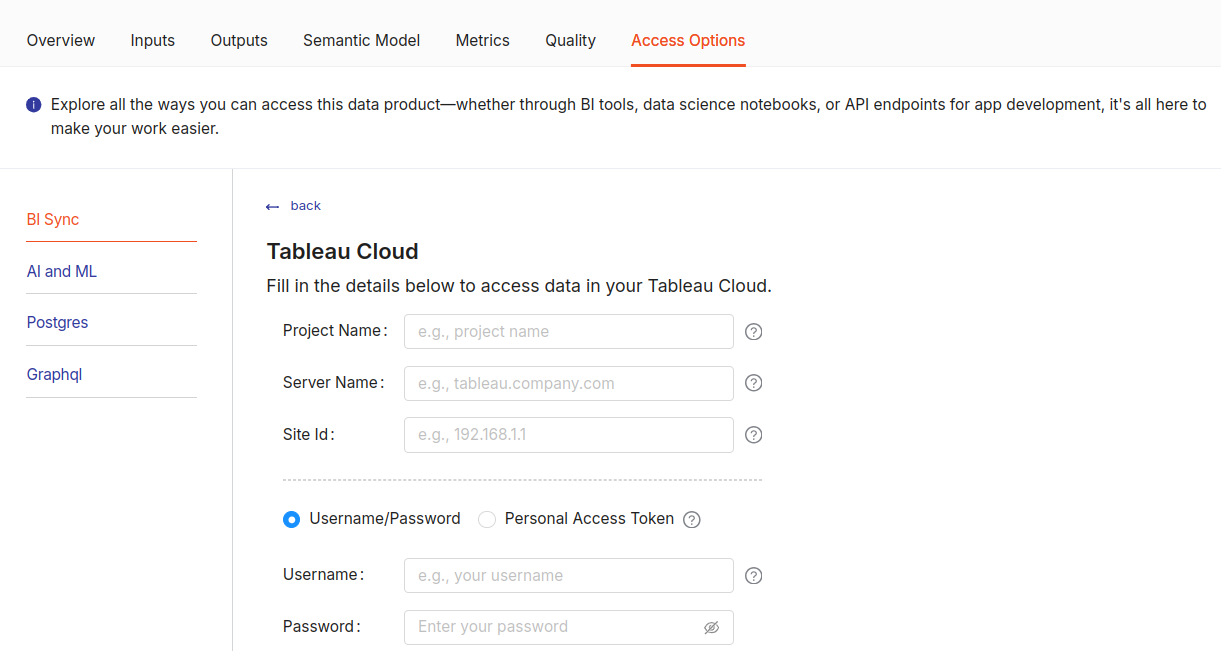 Overview Inputs Outputs Semantic Model Metrics Quality Access Options
Explore all the ways you can access this data product—whether through BI tools, data science notebooks, or API endpoints for app development, it's all here to
make your work easier.
BI Sync
AI and ML
Postgres
Graphql
← back
Tableau Cloud
Fill in the details below to access data in your Tableau Cloud.
Project Name: e.g., project name
Server Name: e.g., tableau.company.com
Site Id: e.g., 192.168.1.1
Username/Password Personal Access Token
Username: e.g., your username
Password: Enter your password